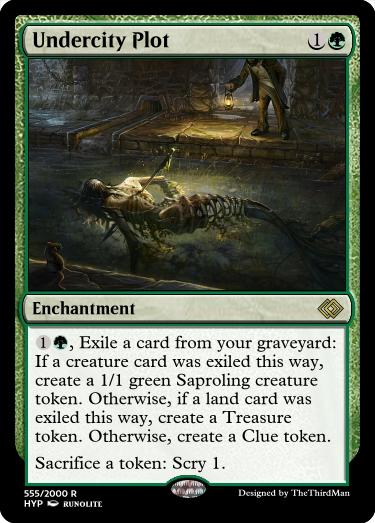 Undercity Plot 1
Enchantment
1 , Exile a card from your graveyard:
If a creature card was exiled this way,
create a 1/1 green Saproling creature
token. Otherwise, if a land card was
exiled this way, create a Treasure
token. Otherwise, create a Clue token.
Sacrifice a token: Scry 1.
555/2000 R
HYP RUNOLITE Designed by TheThirdMan